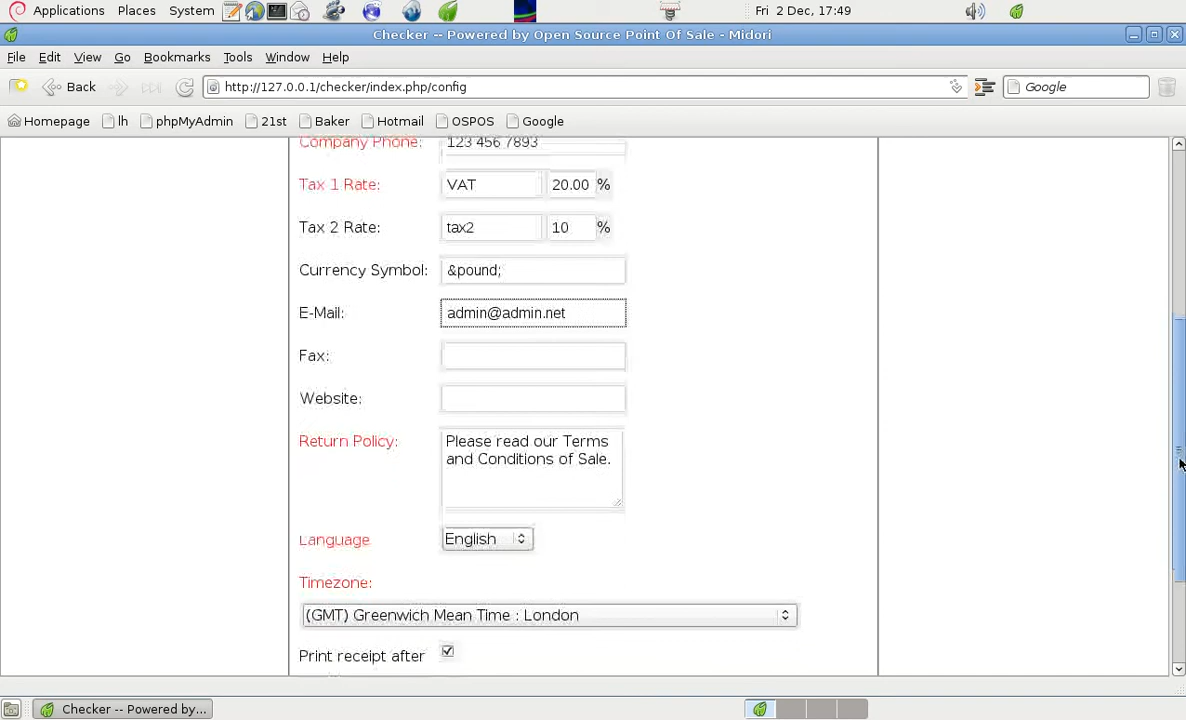 Applications Places System Fri 2 Dec, 17:49
Checker -- Powered by Open Source Point Of Sale - Midori
File Edit View Go Bookmarks Tools Window Help
Back http://127.0.0.1/checker/index.php/config Google
Homepage lh phpMyAdmin 21st Baker Hotmail OSPOS Google
Company Phone: 123 456 7893
Tax 1 Rate: VAT 20.00 %
Tax 2 Rate: tax2 10 %
Currency Symbol: &pound;
E-Mail: admin@admin.net
Fax:
Website:
Return Policy: Please read our Terms
and Conditions of Sale.
Language English
Timezone:
(GMT) Greenwich Mean Time : London
Print receipt after
Checker -- Powered by...